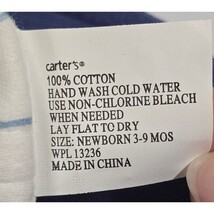 carter's®
100% COTTON
HAND WASH COLD WATER
USE NON-CHLORINE BLEACH
WHEN NEEDED
LAY FLAT TO DRY
SIZE: NEWBORN 3-9 MOS
WPL 13236
MADE IN CHINA